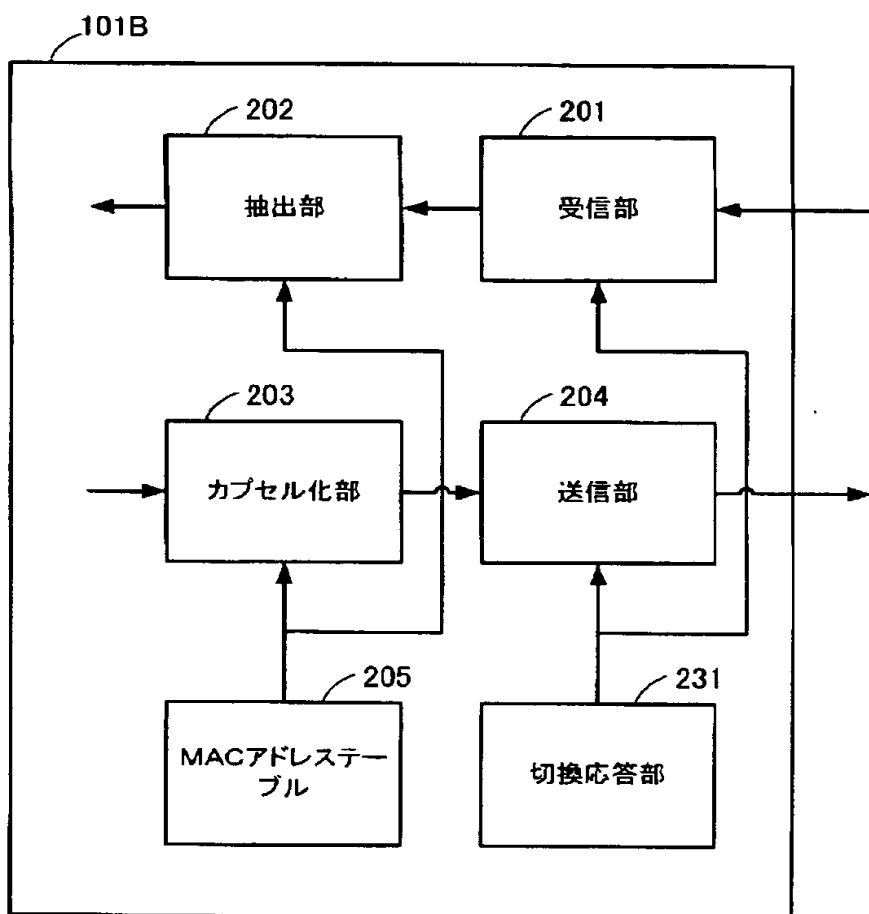 101B
202
201
抽出部
受信部
203
204
カプセル化部
送信部
205
231
MACアドレステー
ブル
切換応答部